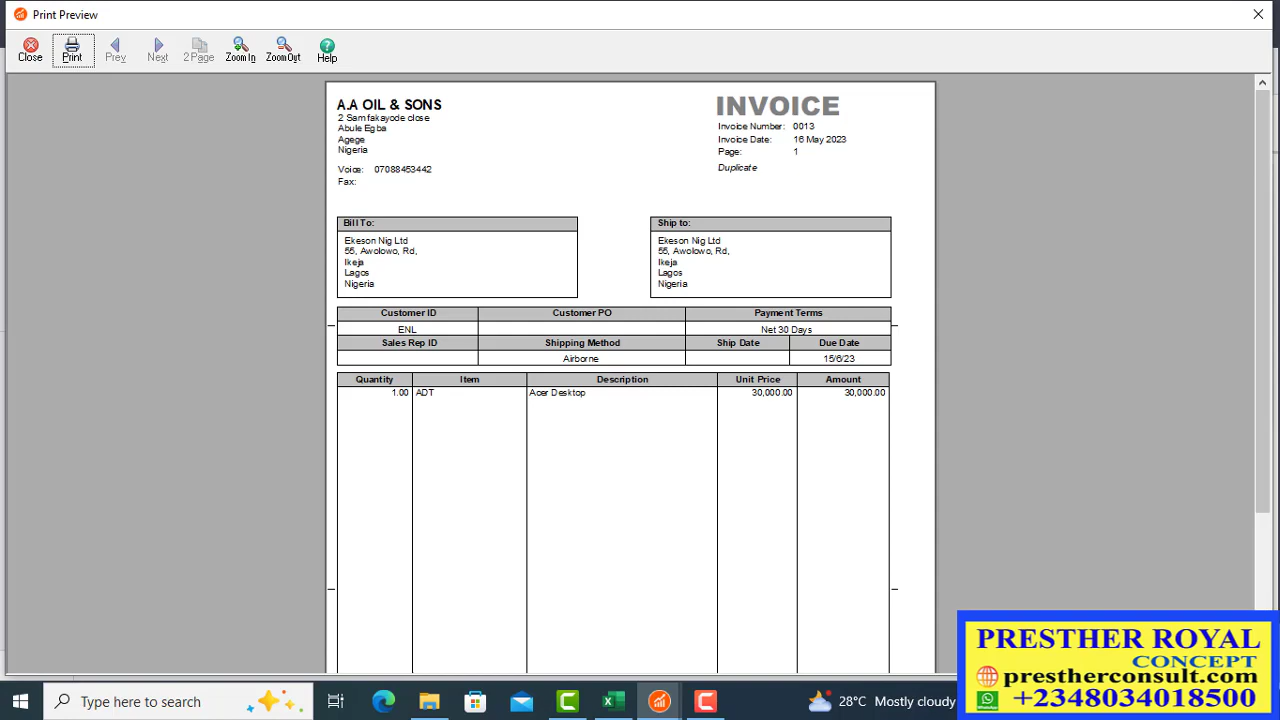 Print Preview
Close Print Prev Next 2 Page Zoom In Zoom Out Help
A.A OIL & SONS
2 Samfakayode close
Abule Egba
Agege
Nigeria
Voice: 07088453442
Fax:
INVOICE
Invoice Number: 0013
Invoice Date: 16 May 2023
Page: 1
Duplicate
Bill To:
Ekeson Nig Ltd
55, Awolowo, Rd,
Ikeja
Lagos
Nigeria
Ship to:
Ekeson Nig Ltd
55, Awolowo, Rd,
Ikeja
Lagos
Nigeria
Customer ID Customer PO Payment Terms
ENL Net 30 Days
Sales Rep ID Shipping Method Ship Date Due Date
Airborne 15/6/23
Quantity Item Description Unit Price Amount
1.00 ADT Acer Desktop 30,000.00 30,000.00
PRESTHER ROYAL
CONCEPT
prestherconsult.com
+2348034018500
Type here to search
28°C Mostly cloudy